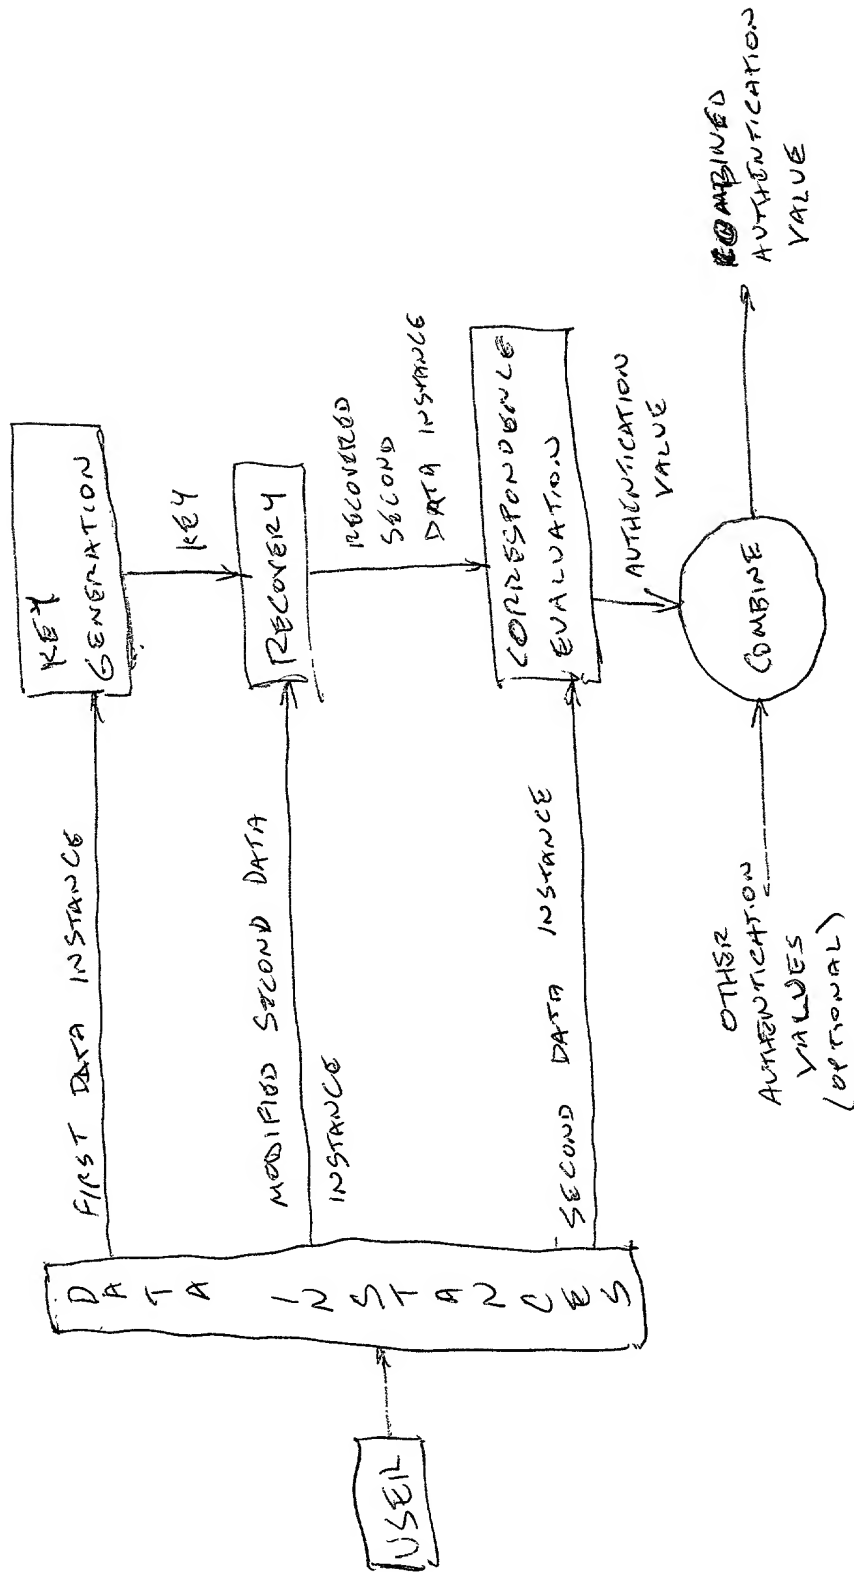 USER
DATA INSTANCES
FIRST DATA INSTANCE
MODIFIED SECOND DATA
INSTANCE
SECOND DATA INSTANCE
KEY
GENERATION
KEY
RECOVERY
RECOVERED
SECOND
DATA INSTANCE
CORRESPONDENCE
EVALUATION
AUTHENTICATION
VALUE
OTHER
AUTHENTICATION
VALUES
(OPTIONAL)
COMBINE
COMBINED
AUTHENTICATION
VALUE